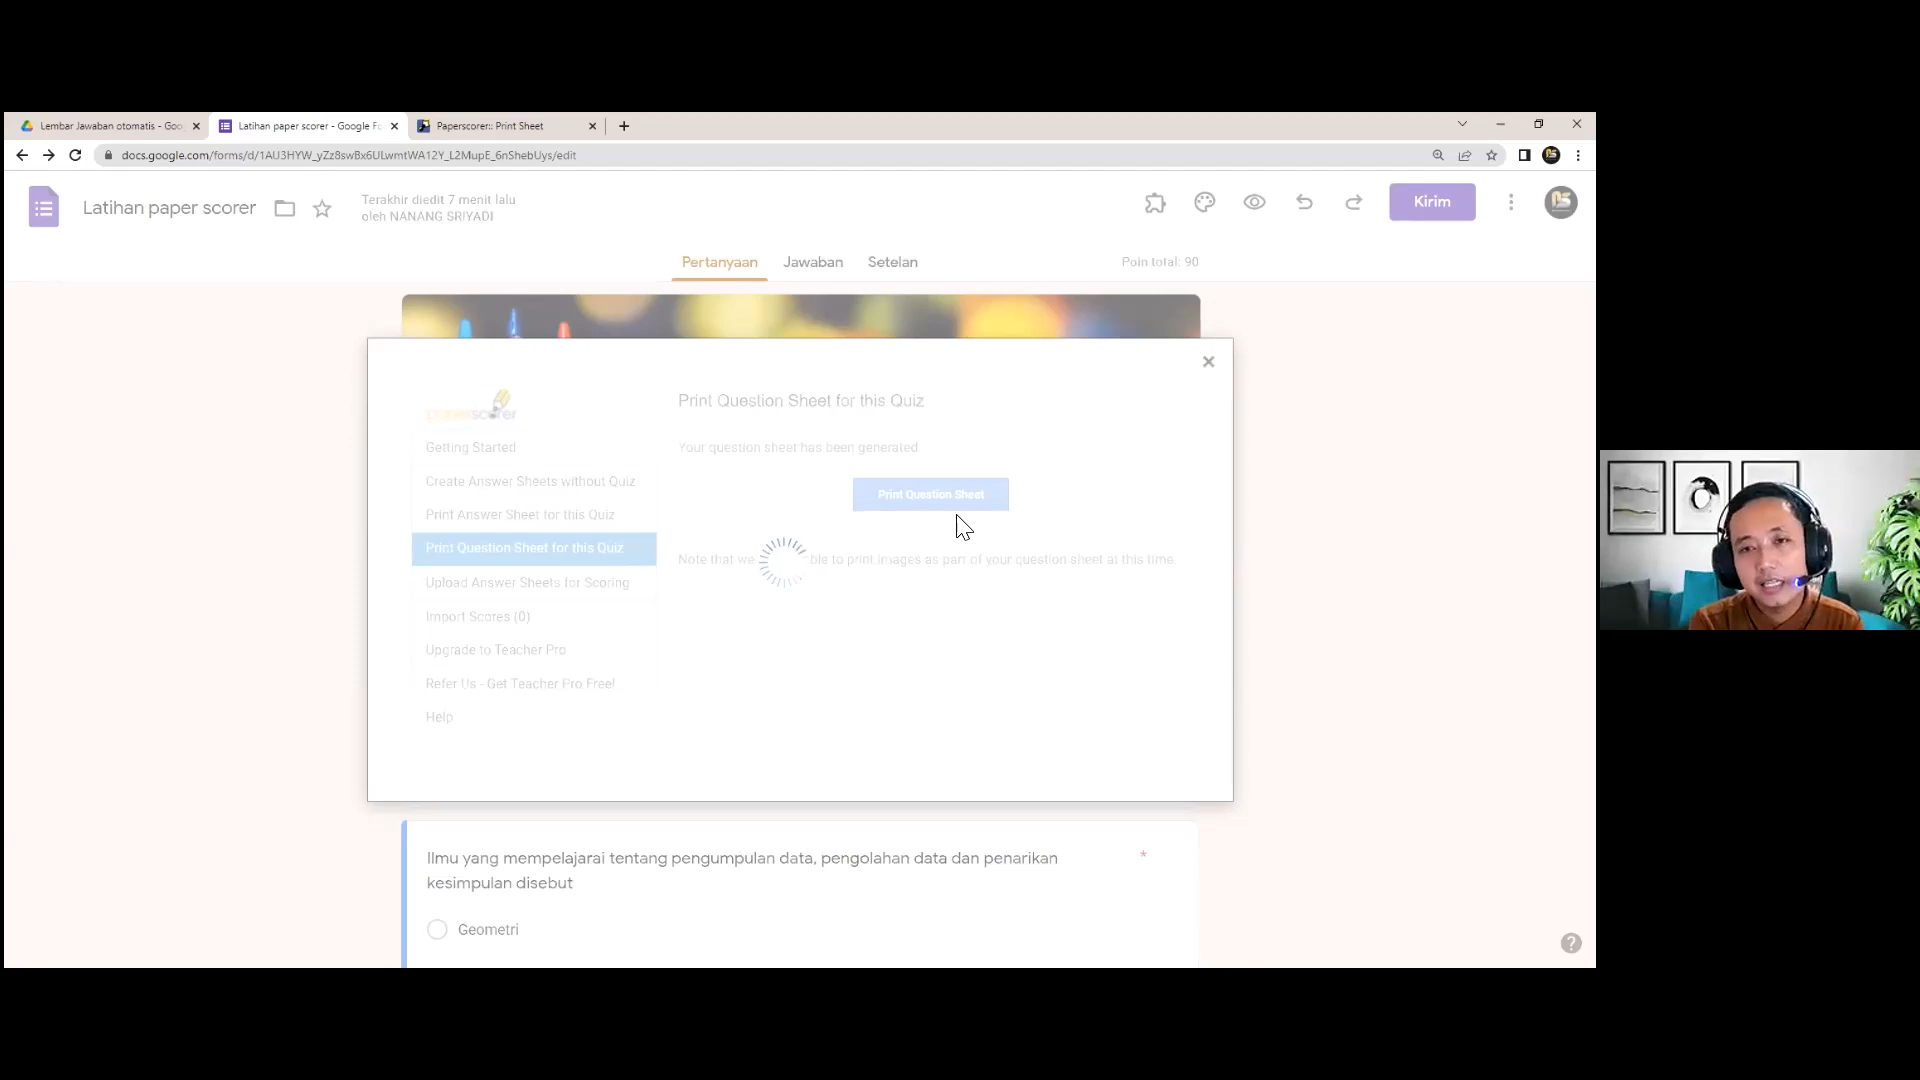 Lembar Jawaban otomatis - Goo
Latihan paper scorer - Google Fo
Paperscorer:: Print Sheet
docs.google.com/forms/d/1AU3HYW_yZz8swBx6ULwmtWA12Y_L2MupE_6nShebUys/edit
Latihan paper scorer
Terakhir diedit 7 menit lalu
oleh NANANG SRIYADI
Kirim
Pertanyaan
Jawaban
Setelan
Poin total: 90
Getting Started
Create Answer Sheets without Quiz
Print Answer Sheet for this Quiz
Print Question Sheet for this Quiz
Upload Answer Sheets for Scoring
Import Scores (0)
Upgrade to Teacher Pro
Refer Us - Get Teacher Pro Free!
Help
Print Question Sheet for this Quiz
Your question sheet has been generated.
Print Question Sheet
Note that we ble to print images as part of your question sheet at this time.
Ilmu yang mempelajarai tentang pengumpulan data, pengolahan data dan penarikan
kesimpulan disebut
*
Geometri